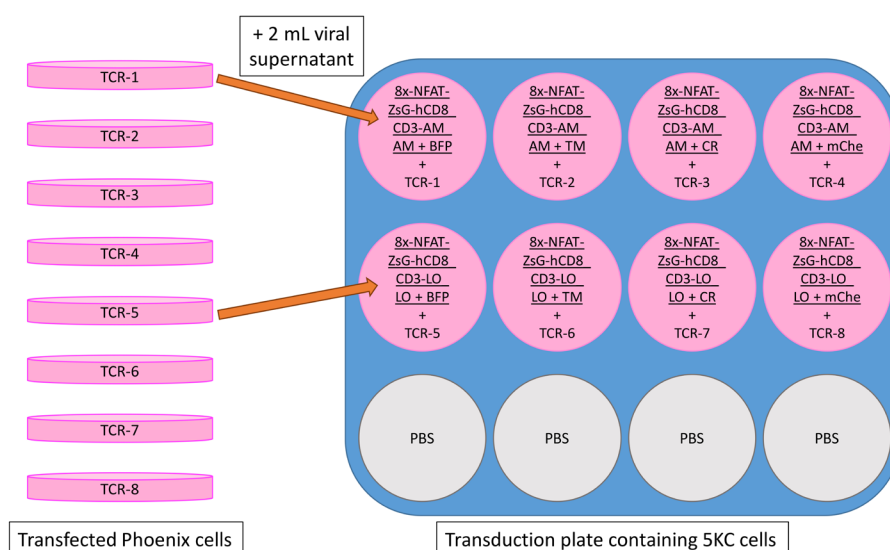 + 2 mL viral
supernatant
TCR-1
TCR-2
TCR-3
TCR-4
TCR-5
TCR-6
TCR-7
TCR-8
8x-NFAT-
ZsG-hCD8
CD3-AM
AM + BFP
+
TCR-1
8x-NFAT-
ZsG-hCD8
CD3-AM
AM + TM
+
TCR-2
8x-NFAT-
ZsG-hCD8
CD3-AM
AM + CR
+
TCR-3
8x-NFAT-
ZsG-hCD8
CD3-AM
AM + mChe
+
TCR-4
8x-NFAT-
ZsG-hCD8
CD3-LO
LO + BFP
+
TCR-5
8x-NFAT-
ZsG-hCD8
CD3-LO
LO + TM
+
TCR-6
8x-NFAT-
ZsG-hCD8
CD3-LO
LO + CR
+
TCR-7
8x-NFAT-
ZsG-hCD8
CD3-LO
LO + mChe
+
TCR-8
PBS
PBS
PBS
PBS
Transfected Phoenix cells
Transduction plate containing 5KC cells